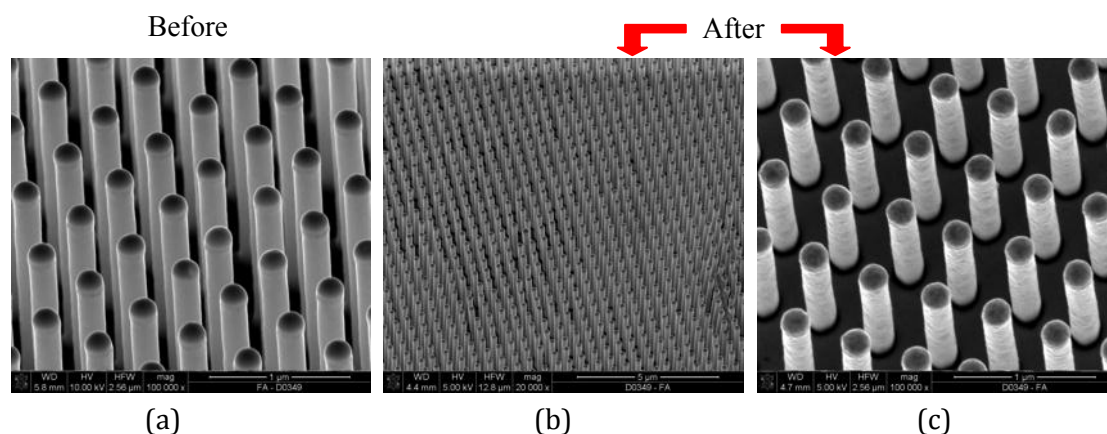 Before
After
WD HV HFW mag 1 µm
5.8 mm 10.00 kV 2.56 µm 100 000 x FA - D0349
WD HV HFW mag 5 µm
4.4 mm 5.00 kV 12.8 µm 20 000 x D0349 - FA
WD HV HFW mag 1 µm
4.7 mm 5.00 kV 2.56 µm 100 000 x D0349 - FA
(a)
(b)
(c)